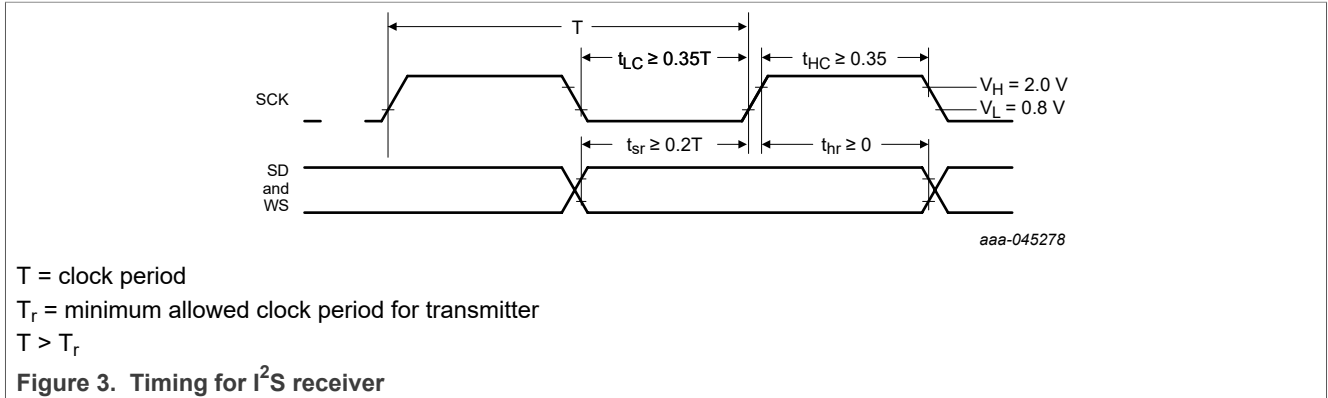 T
t_LC ≥ 0.35T
t_HC ≥ 0.35
SCK
V_H = 2.0 V
V_L = 0.8 V
t_sr ≥ 0.2T
t_hr ≥ 0
SD
and
WS
aaa-045278
T = clock period
T_r = minimum allowed clock period for transmitter
T > T_r
Figure 3. Timing for I²S receiver